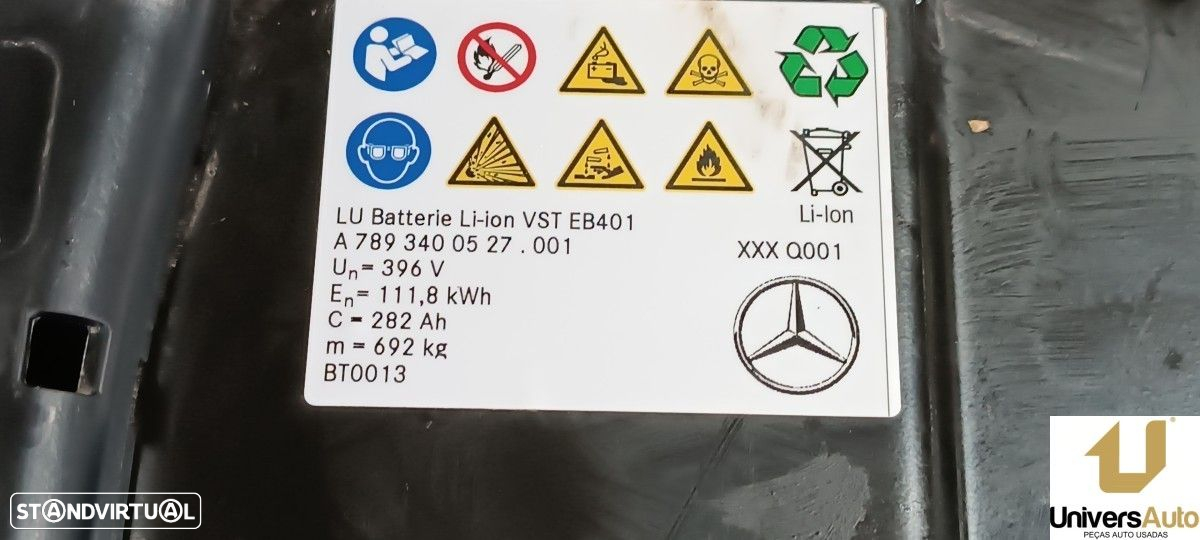 LU Batterie Li-ion VST EB401
A 789 340 05 27 . 001
Un = 396 V
En = 111,8 kWh
C = 282 Ah
m = 692 kg
BT0013
Li-Ion
XXX Q001
STANDVIRTUAL
UniversAuto
PEÇAS AUTO USADAS